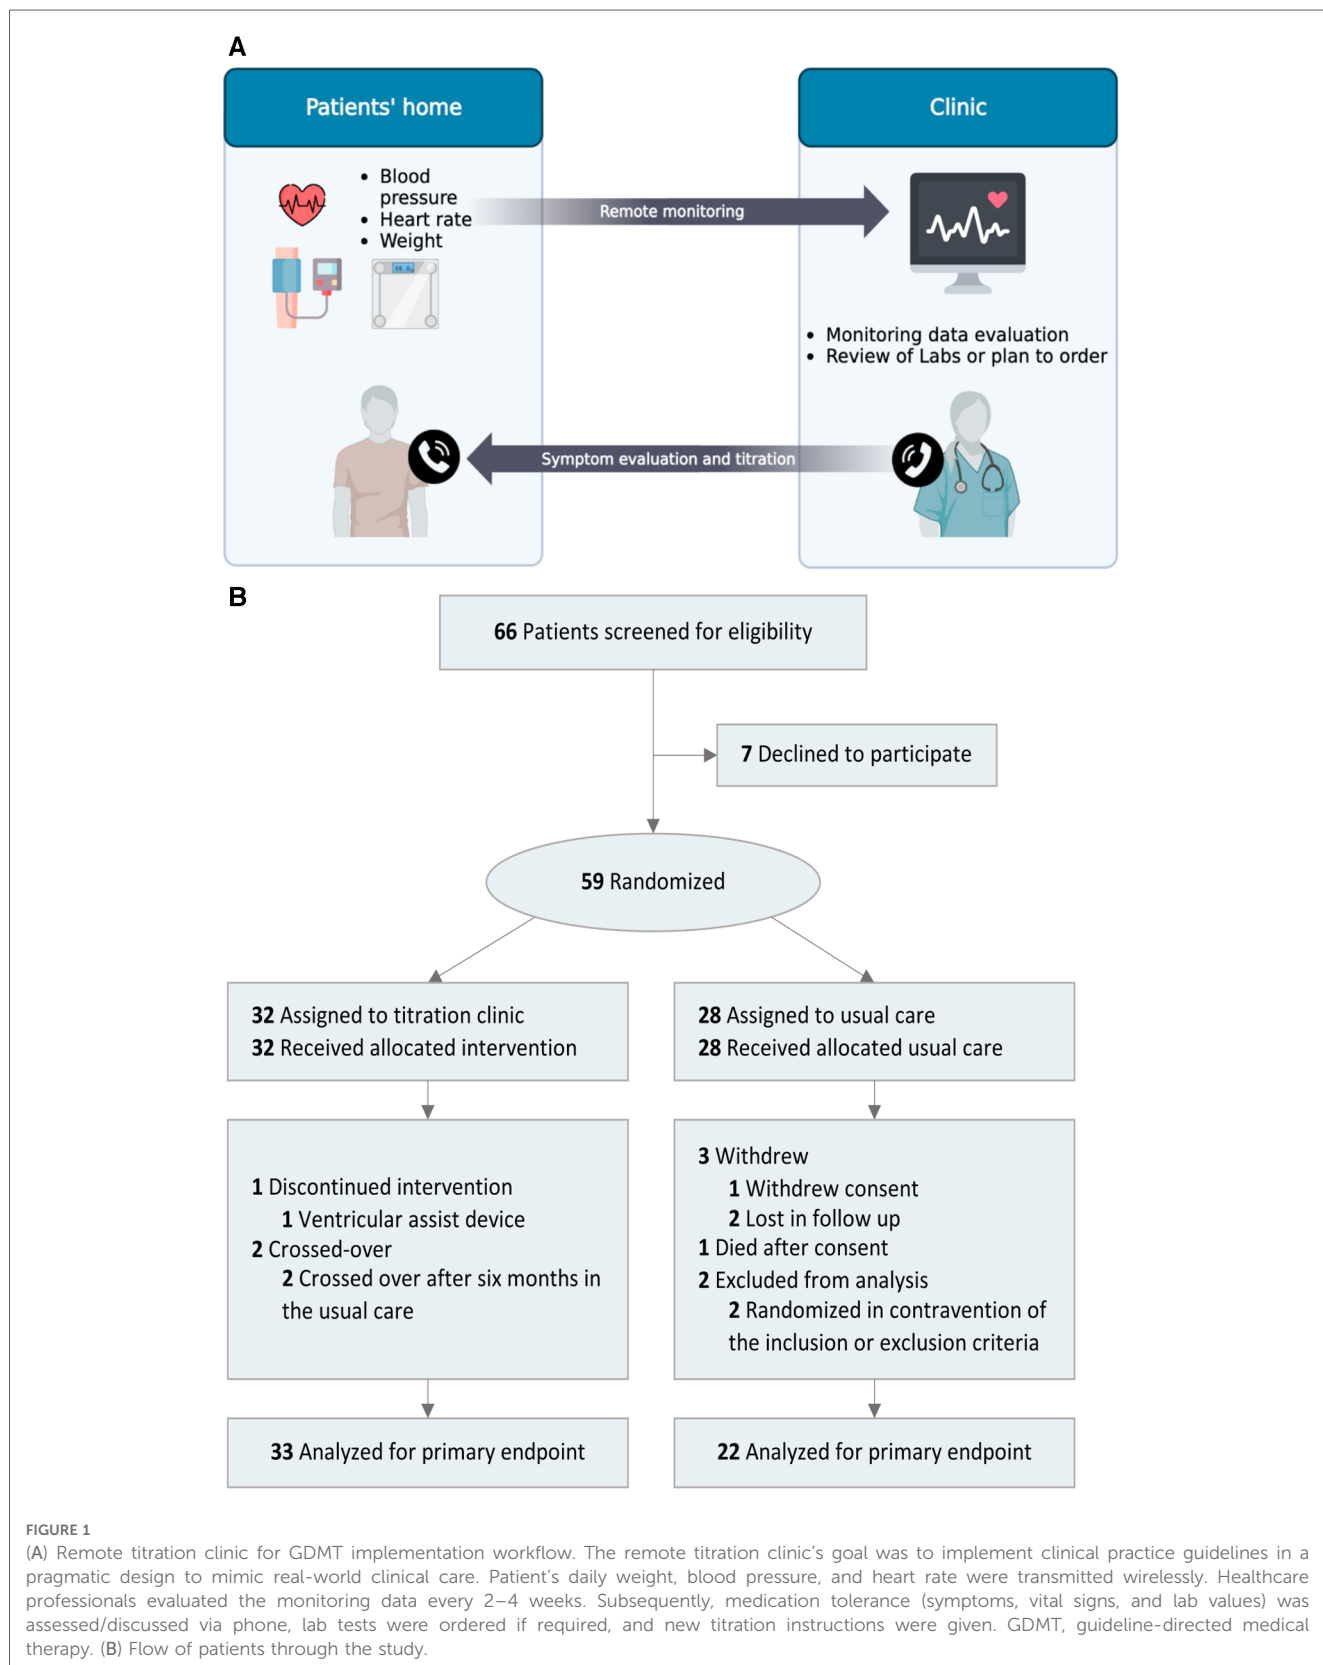 A
Patients' home
Clinic
• Blood
pressure
• Heart rate
• Weight
Remote monitoring
• Monitoring data evaluation
• Review of Labs or plan to order
Symptom evaluation and titration
B
66 Patients screened for eligibility
7 Declined to participate
59 Randomized
32 Assigned to titration clinic
32 Received allocated intervention
28 Assigned to usual care
28 Received allocated usual care
1 Discontinued intervention
1 Ventricular assist device
2 Crossed-over
2 Crossed over after six months in
the usual care
3 Withdrew
1 Withdrew consent
2 Lost in follow up
1 Died after consent
2 Excluded from analysis
2 Randomized in contravention of
the inclusion or exclusion criteria
33 Analyzed for primary endpoint
22 Analyzed for primary endpoint
FIGURE 1
(A) Remote titration clinic for GDMT implementation workflow. The remote titration clinic's goal was to implement clinical practice guidelines in a
pragmatic design to mimic real-world clinical care. Patient's daily weight, blood pressure, and heart rate were transmitted wirelessly. Healthcare
professionals evaluated the monitoring data every 2–4 weeks. Subsequently, medication tolerance (symptoms, vital signs, and lab values) was
assessed/discussed via phone, lab tests were ordered if required, and new titration instructions were given. GDMT, guideline-directed medical
therapy. (B) Flow of patients through the study.